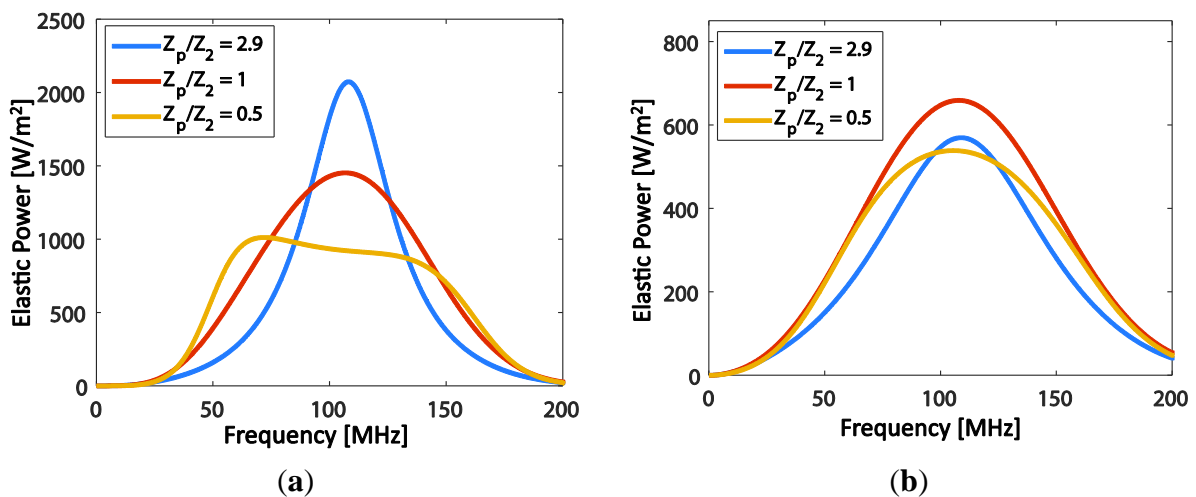 2500
2000
1500
1000
500
0
Elastic Power [W/m²]
Z_p/Z_2 = 2.9
Z_p/Z_2 = 1
Z_p/Z_2 = 0.5
0 50 100 150 200
Frequency [MHz]
(a)
800
600
400
200
0
Elastic Power [W/m²]
Z_p/Z_2 = 2.9
Z_p/Z_2 = 1
Z_p/Z_2 = 0.5
0 50 100 150 200
Frequency [MHz]
(b)